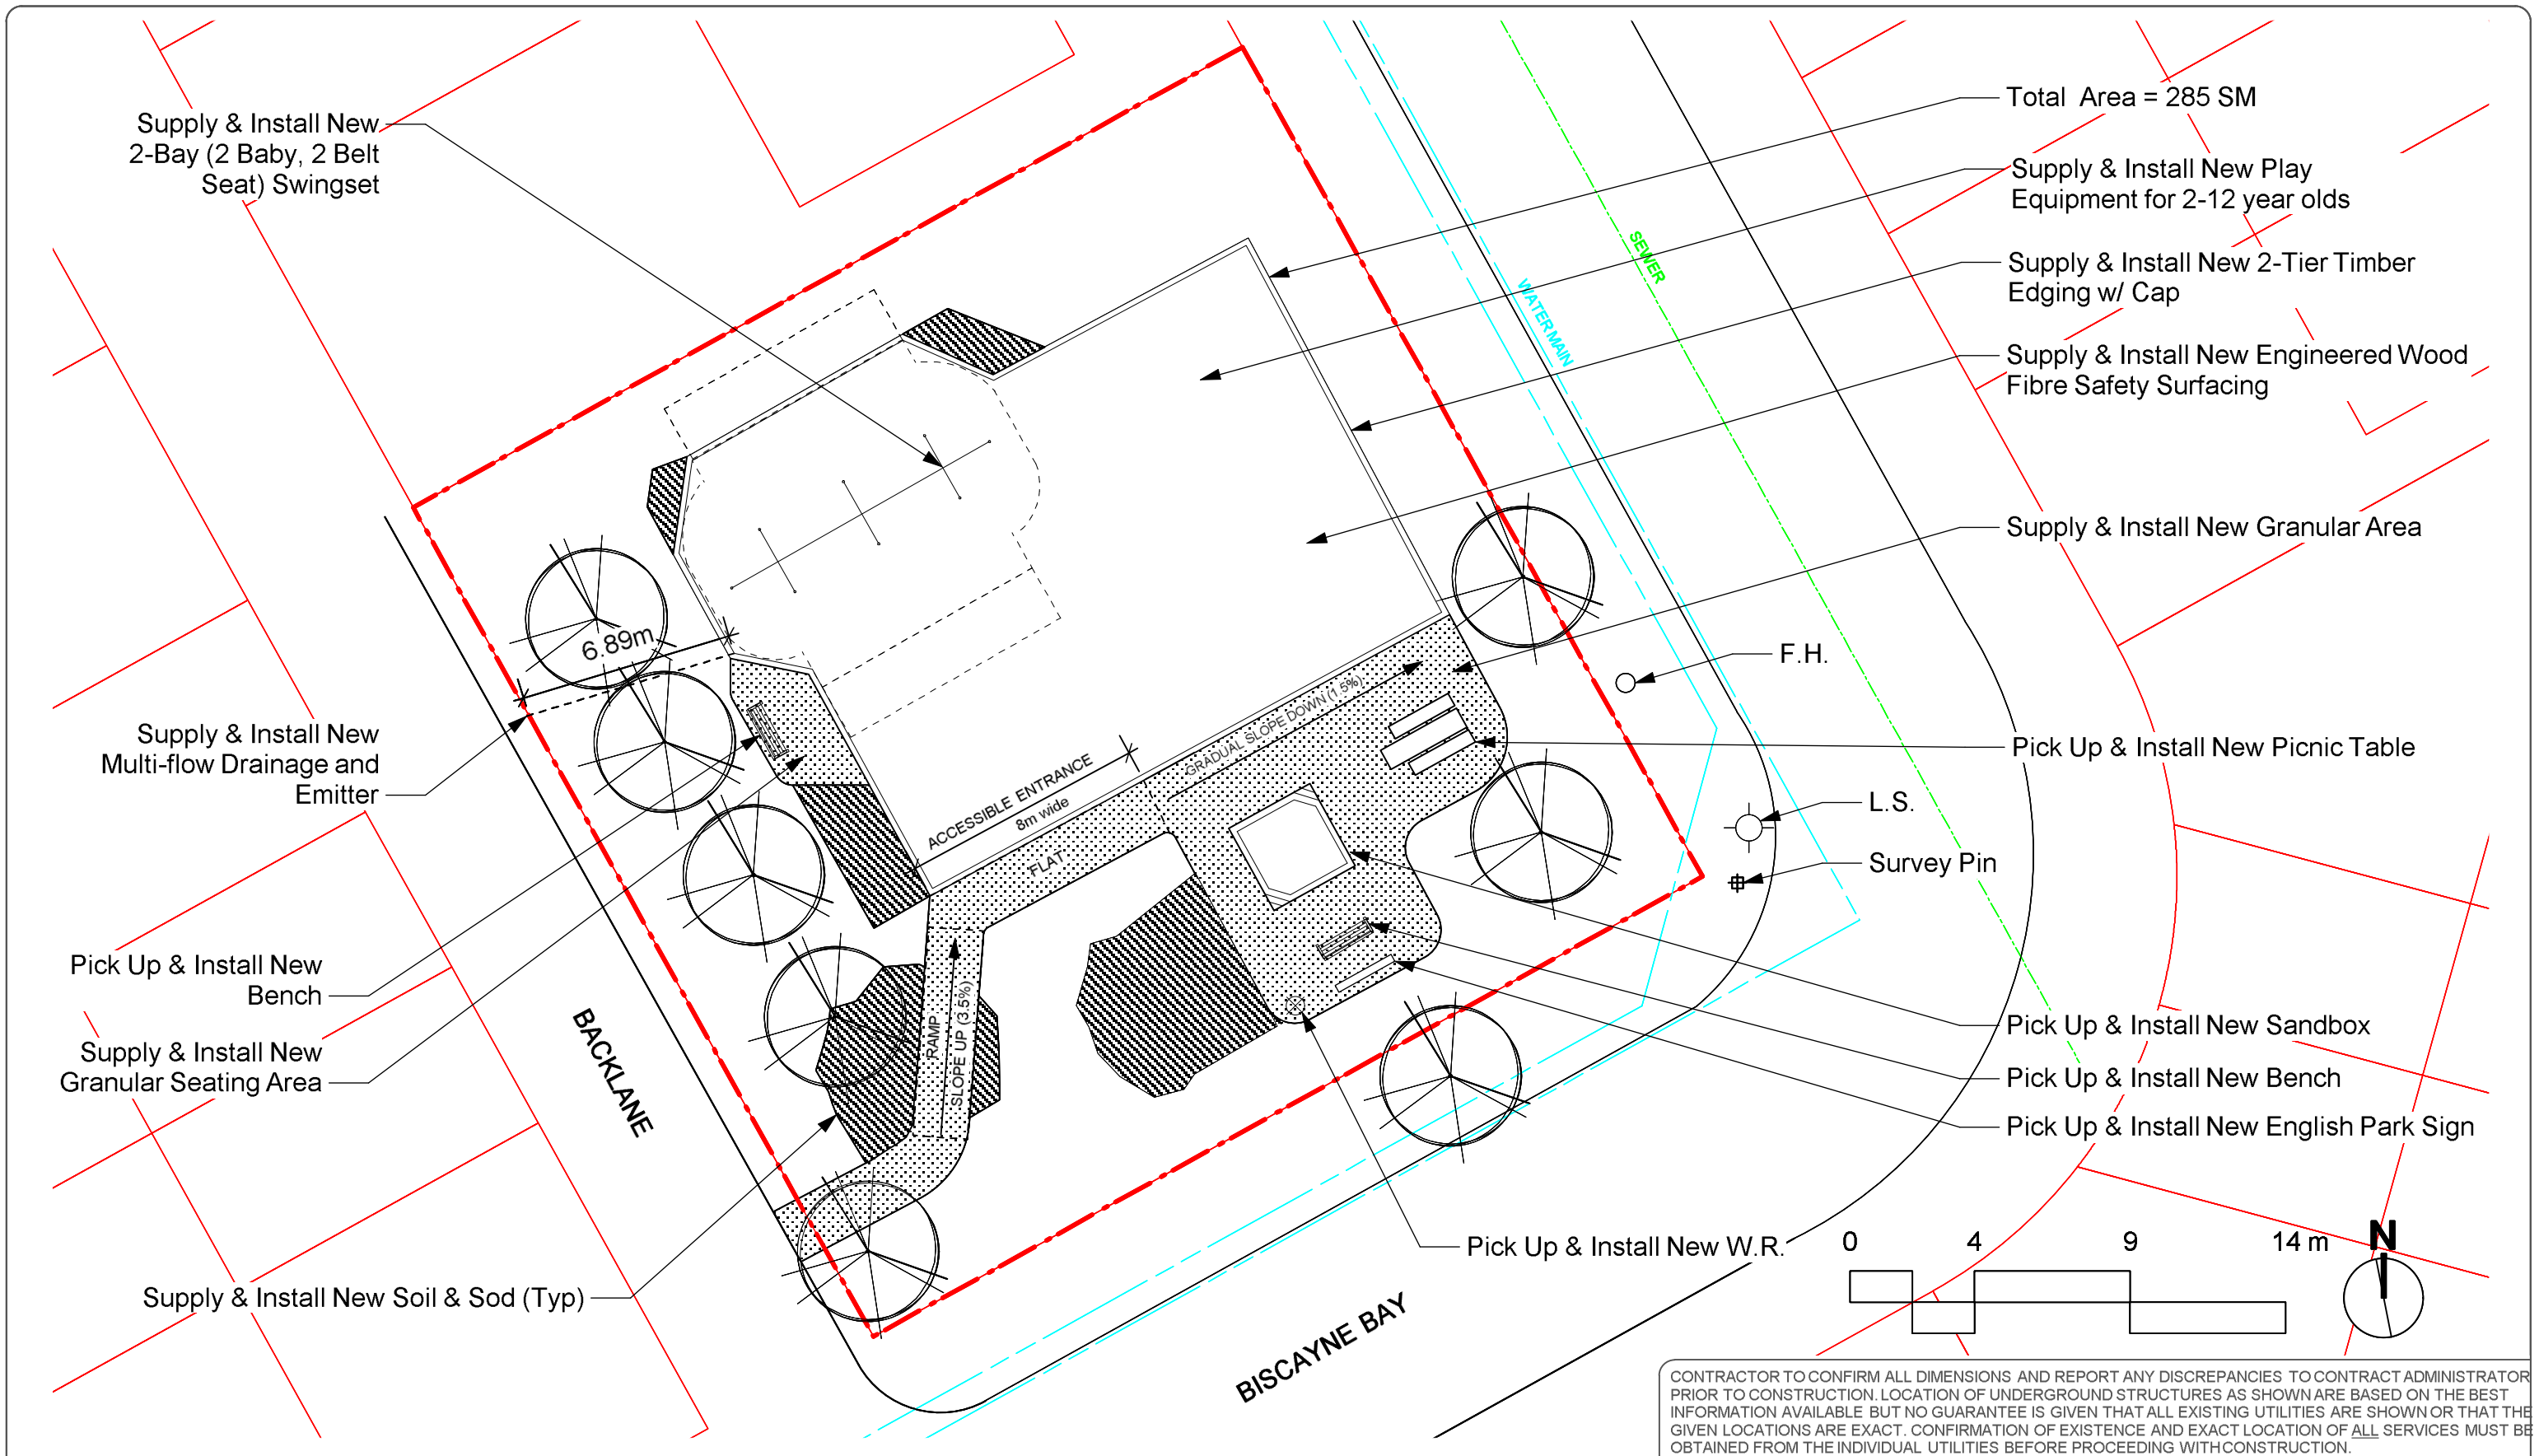 Supply & Install New
2-Bay (2 Baby, 2 Belt
Seat) Swingset
Total Area = 285 SM
Supply & Install New Play
Equipment for 2-12 year olds
Supply & Install New 2-Tier Timber
Edging w/ Cap
Supply & Install New Engineered Wood
Fibre Safety Surfacing
Supply & Install New Granular Area
SEWER
WATERMAIN
F.H.
6.89m
Supply & Install New
Multi-flow Drainage and
Emitter
GRADUAL SLOPE DOWN (1.5%)
ACCESSIBLE ENTRANCE
8m wide
FLAT
Pick Up & Install New Picnic Table
L.S.
Survey Pin
Pick Up & Install New
Bench
Supply & Install New
Granular Seating Area
BACKLANE
RAMP
SLOPE UP (3.5%)
Pick Up & Install New Sandbox
Pick Up & Install New Bench
Pick Up & Install New English Park Sign
Pick Up & Install New W.R.
Supply & Install New Soil & Sod (Typ)
BISCAYNE BAY
0 4 9 14 m
N
CONTRACTOR TO CONFIRM ALL DIMENSIONS AND REPORT ANY DISCREPANCIES TO CONTRACT ADMINISTRATOR
PRIOR TO CONSTRUCTION. LOCATION OF UNDERGROUND STRUCTURES AS SHOWN ARE BASED ON THE BEST
INFORMATION AVAILABLE BUT NO GUARANTEE IS GIVEN THAT ALL EXISTING UTILITIES ARE SHOWN OR THAT THE
GIVEN LOCATIONS ARE EXACT. CONFIRMATION OF EXISTENCE AND EXACT LOCATION OF ALL SERVICES MUST BE
OBTAINED FROM THE INDIVIDUAL UTILITIES BEFORE PROCEEDING WITH CONSTRUCTION.